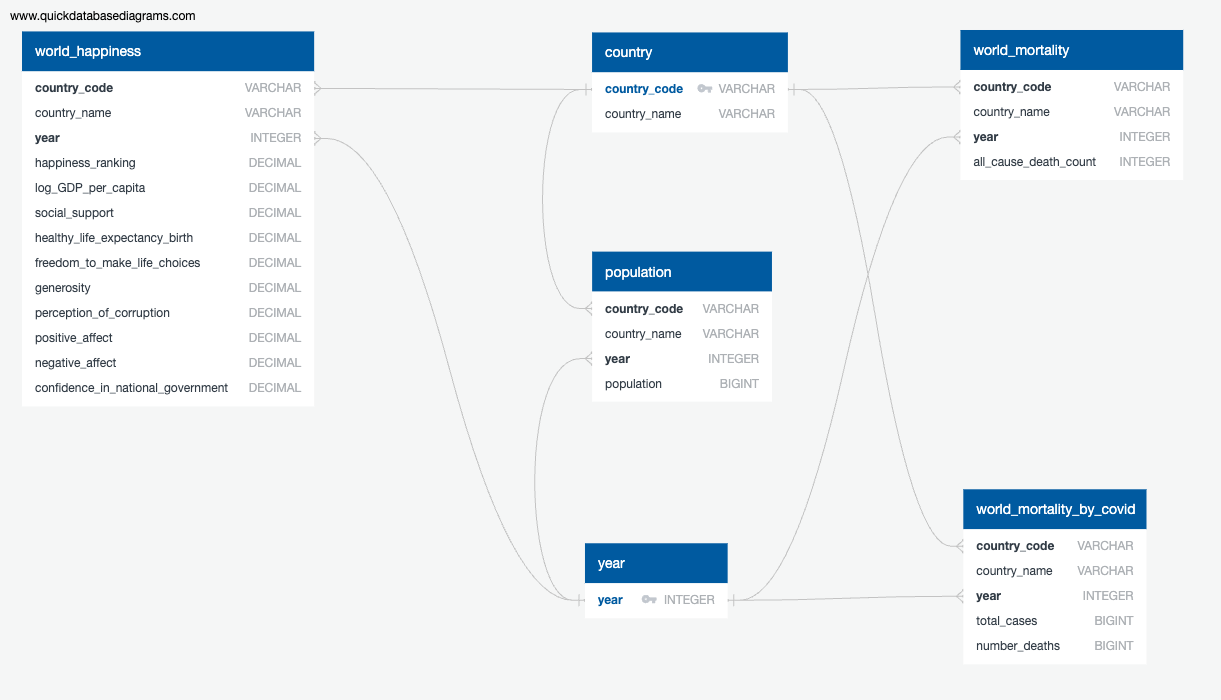 www.quickdatabasediagrams.com
world_happiness
country_code VARCHAR
country_name VARCHAR
year INTEGER
happiness_ranking DECIMAL
log_GDP_per_capita DECIMAL
social_support DECIMAL
healthy_life_expectancy_birth DECIMAL
freedom_to_make_life_choices DECIMAL
generosity DECIMAL
perception_of_corruption DECIMAL
positive_affect DECIMAL
negative_affect DECIMAL
confidence_in_national_government DECIMAL
country
country_code VARCHAR
country_name VARCHAR
population
country_code VARCHAR
country_name VARCHAR
year INTEGER
population BIGINT
year
year INTEGER
world_mortality
country_code VARCHAR
country_name VARCHAR
year INTEGER
all_cause_death_count INTEGER
world_mortality_by_covid
country_code VARCHAR
country_name VARCHAR
year INTEGER
total_cases BIGINT
number_deaths BIGINT